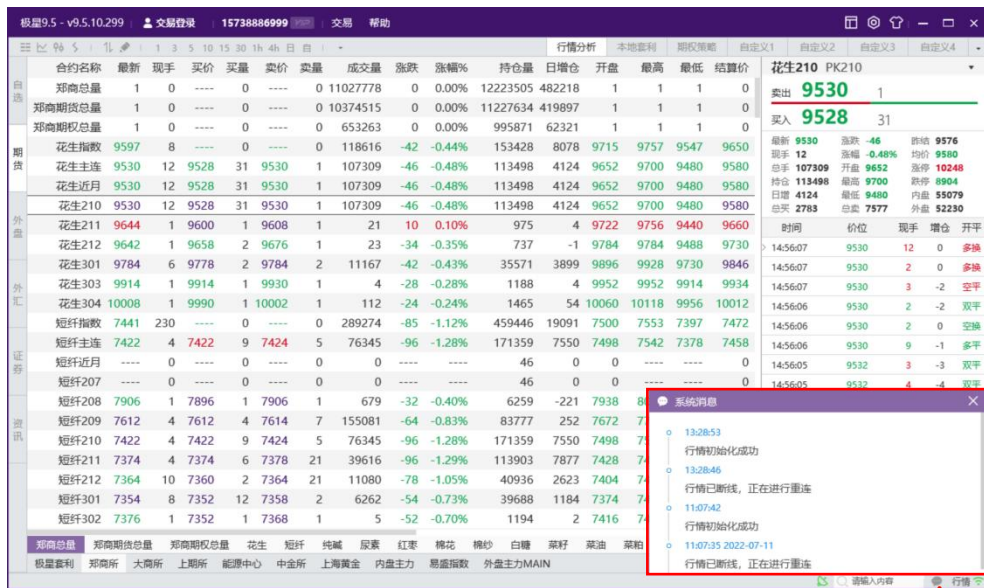 极星9.5 - v9.5.10.299 交易登录 15738886999 VIP 交易 帮助
1 3 5 10 15 30 1h 4h 日 行情分析 本地套利 期权策略 自定义1 自定义2 自定义3 自定义4
合约名称 最新 现手 买价 买量 卖价 卖量 成交量 涨跌 涨幅% 持仓量 日增仓 开盘 最高 最低 结算价
郑商总量 1 0 ---- 0 ---- 0 11027778 0 0.00% 12223505 482218 1 1 1 0
郑商期货总量 1 0 ---- 0 ---- 0 10374515 0 0.00% 11227634 419897 1 1 1 0
郑商期权总量 1 0 ---- 0 ---- 0 653263 0 0.00% 995871 62321 1 1 1 0
花生指数 9597 8 ---- 0 ---- 0 118616 -42 -0.44% 153428 8078 9715 9757 9547 9650
花生主连 9530 12 9528 31 9530 1 107309 -46 -0.48% 113498 4124 9652 9700 9480 9580
花生近月 9530 12 9528 31 9530 1 107309 -46 -0.48% 113498 4124 9652 9700 9480 9580
花生210 9530 12 9528 31 9530 1 107309 -46 -0.48% 113498 4124 9652 9700 9480 9580
花生211 9644 1 9600 1 9608 1 21 10 0.10% 975 4 9722 9756 9440 9660
花生212 9642 1 9658 2 9676 1 23 -34 -0.35% 737 -1 9784 9784 9488 9730
花生301 9784 6 9778 2 9784 2 11167 -42 -0.43% 35571 3899 9896 9928 9730 9846
花生303 9914 1 9914 1 9930 1 4 -28 -0.28% 1188 4 9952 9952 9914 9934
花生304 10008 1 9990 1 10002 1 112 -24 -0.24% 1465 54 10060 10118 9956 10012
短纤指数 7441 230 ---- 0 ---- 0 289274 -85 -1.12% 459446 19091 7500 7553 7397 7472
短纤主连 7422 4 7422 9 7424 5 76345 -96 -1.28% 171359 7550 7498 7542 7378 7458
短纤近月 ---- 0 ---- 0 ---- 0 0 ---- ---- 46 0 0 ---- ---- 0
短纤207 ---- 0 ---- 0 ---- 0 0 ---- ---- 46 0 0 ---- ---- 0
短纤208 7906 1 7896 1 7906 1 679 -32 -0.40% 6259 -221 7938
短纤209 7612 4 7612 4 7614 7 155081 -64 -0.83% 83777 252 7672
短纤210 7422 4 7422 9 7424 5 76345 -96 -1.28% 171359 7550 7498
短纤211 7374 4 7374 6 7378 21 39616 -96 -1.29% 113903 7877 7428
短纤212 7364 10 7360 2 7364 21 11080 -78 -1.05% 40936 2623 7404
短纤301 7354 8 7352 12 7358 2 6262 -54 -0.73% 39688 1184 7374
短纤302 7376 1 7352 1 7368 1 5 -52 -0.70% 1194 2 7416
郑商总量 郑商期货总量 郑商期权总量 花生 短纤 纯碱 尿素 红枣 棉花 棉纱 白糖 菜籽 菜油 菜粕
极星套利 郑商所 大商所 上期所 能源中心 中金所 上海黄金 内盘主力 易盛指数 外盘主力MAIN
自选
期货
外盘
外汇
证券
资讯
花生210 PK210
卖出 9530 1
买入 9528 31
最新 9530 涨跌 -46 昨结 9576
现手 12 涨幅 -0.48% 均价 9580
总手 107309 开盘 9652 涨停 10248
持仓 113498 最高 9700 跌停 8904
日增 4124 最低 9480 内盘 55079
总买 2783 总卖 7577 外盘 52230
时间 价位 现手 增仓 开平
14:56:07 9530 12 0 多换
14:56:07 9530 2 0 多换
14:56:07 9530 3 -2 空平
14:56:06 9530 2 -2 双平
14:56:06 9530 2 0 空换
14:56:06 9530 9 -1 多平
14:56:05 9532 3 -3 双平
14:56:05 9532 4 -4 双平
系统消息
13:28:53
行情初始化成功
13:28:46
行情已断线，正在进行重连
11:07:42
行情初始化成功
11:07:35 2022-07-11
行情已断线，正在进行重连
请输入内容 行情